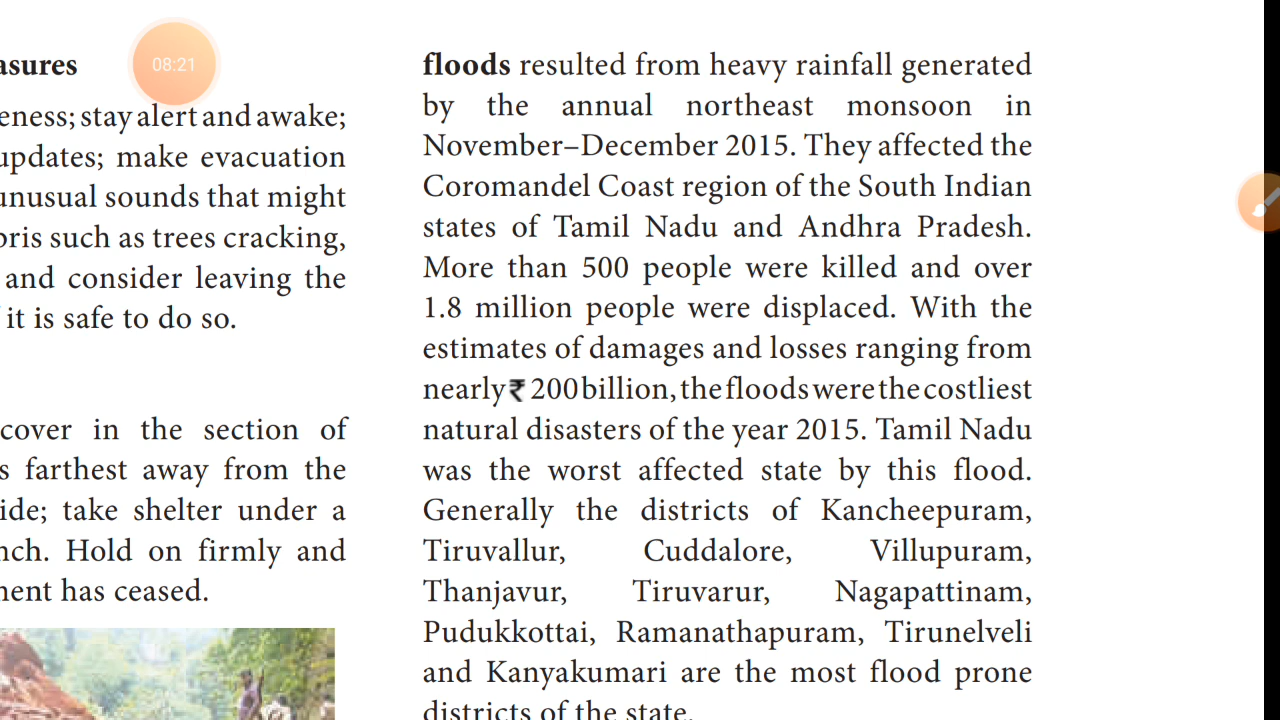 asures
08:21
eness; stay alert and awake;
updates; make evacuation
unusual sounds that might
bris such as trees cracking,
and consider leaving the
it is safe to do so.
cover in the section of
s farthest away from the
ide; take shelter under a
nch. Hold on firmly and
ment has ceased.
floods resulted from heavy rainfall generated
by the annual northeast monsoon in
November–December 2015. They affected the
Coromandel Coast region of the South Indian
states of Tamil Nadu and Andhra Pradesh.
More than 500 people were killed and over
1.8 million people were displaced. With the
estimates of damages and losses ranging from
nearly ₹ 200 billion, the floods were the costliest
natural disasters of the year 2015. Tamil Nadu
was the worst affected state by this flood.
Generally the districts of Kancheepuram,
Tiruvallur, Cuddalore, Villupuram,
Thanjavur, Tiruvarur, Nagapattinam,
Pudukkottai, Ramanathapuram, Tirunelveli
and Kanyakumari are the most flood prone
districts of the state.